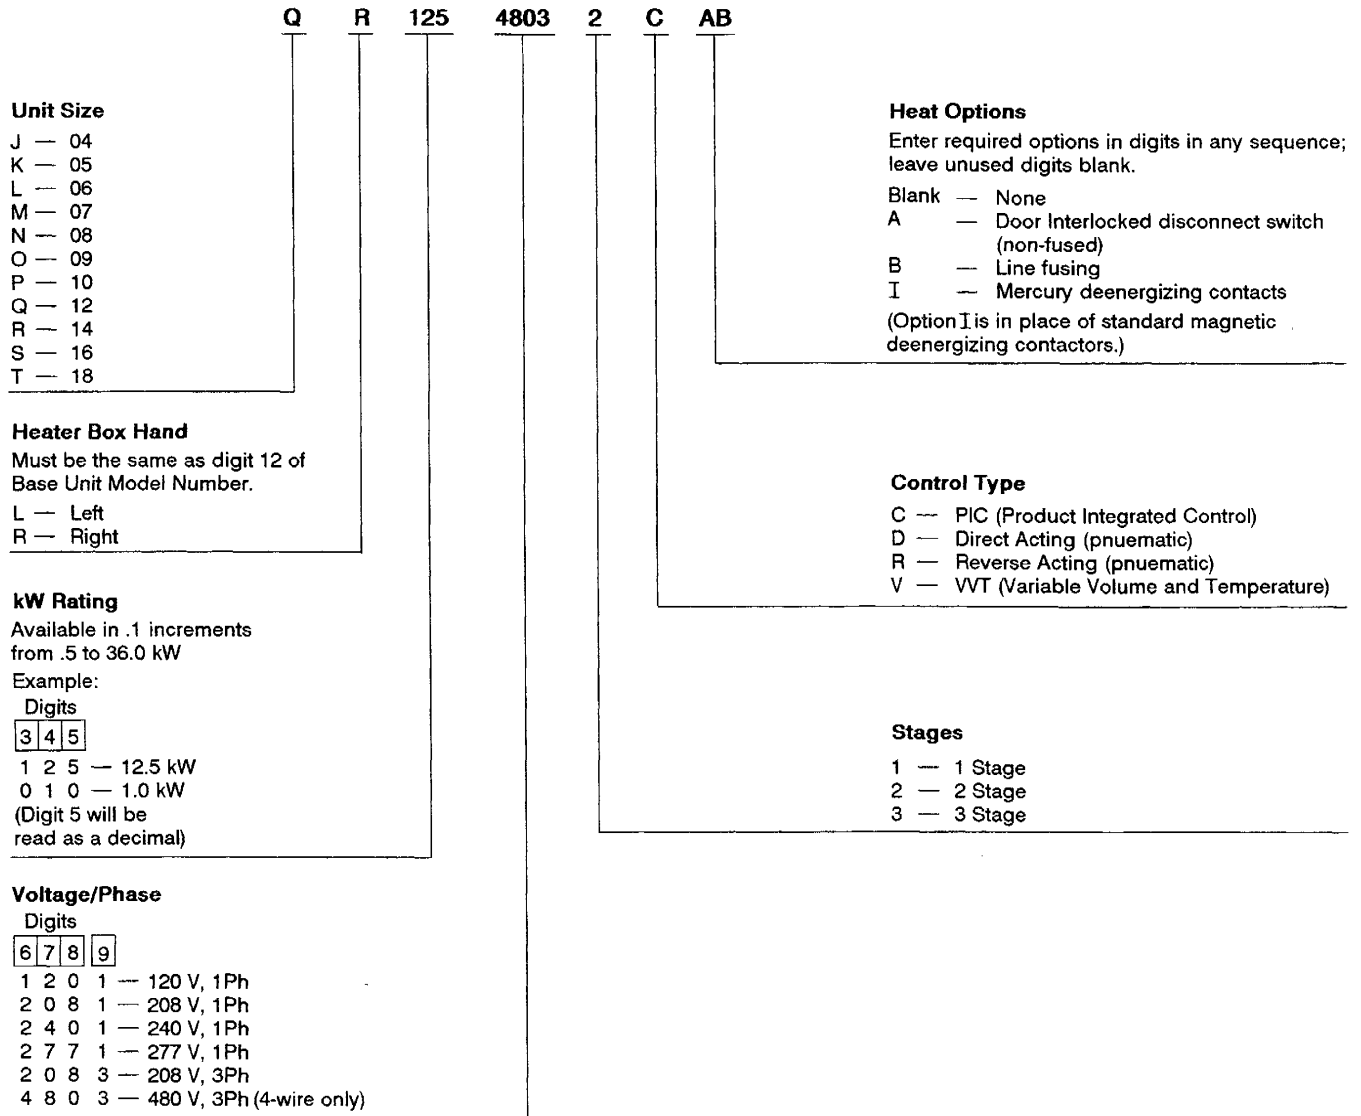 Q R 125 4803 2 C AB
Unit Size
J — 04
K — 05
L — 06
M — 07
N — 08
O — 09
P — 10
Q — 12
R — 14
S — 16
T — 18
Heater Box Hand
Must be the same as digit 12 of
Base Unit Model Number.
L — Left
R — Right
kW Rating
Available in .1 increments
from .5 to 36.0 kW
Example:
Digits
3 4 5
1 2 5 — 12.5 kW
0 1 0 — 1.0 kW
(Digit 5 will be
read as a decimal)
Voltage/Phase
Digits
6 7 8 9
1 2 0 1 — 120 V, 1Ph
2 0 8 1 — 208 V, 1Ph
2 4 0 1 — 240 V, 1Ph
2 7 7 1 — 277 V, 1Ph
2 0 8 3 — 208 V, 3Ph
4 8 0 3 — 480 V, 3Ph (4-wire only)
Heat Options
Enter required options in digits in any sequence;
leave unused digits blank.
Blank — None
A — Door Interlocked disconnect switch
(non-fused)
B — Line fusing
I — Mercury deenergizing contacts
(Option I is in place of standard magnetic
deenergizing contactors.)
Control Type
C — PIC (Product Integrated Control)
D — Direct Acting (pnuematic)
R — Reverse Acting (pnuematic)
V — VVT (Variable Volume and Temperature)
Stages
1 — 1 Stage
2 — 2 Stage
3 — 3 Stage